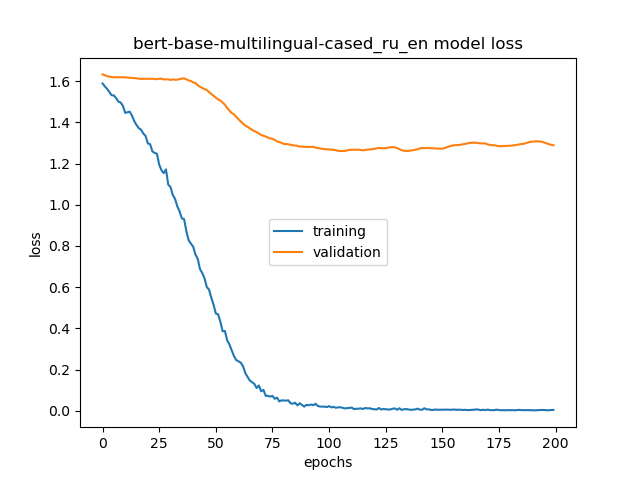 bert-base-multilingual-cased_ru_en model loss
1.6
1.4
1.2
1.0
0.8
0.6
0.4
0.2
0.0
loss
training
validation
0 25 50 75 100 125 150 175 200
epochs